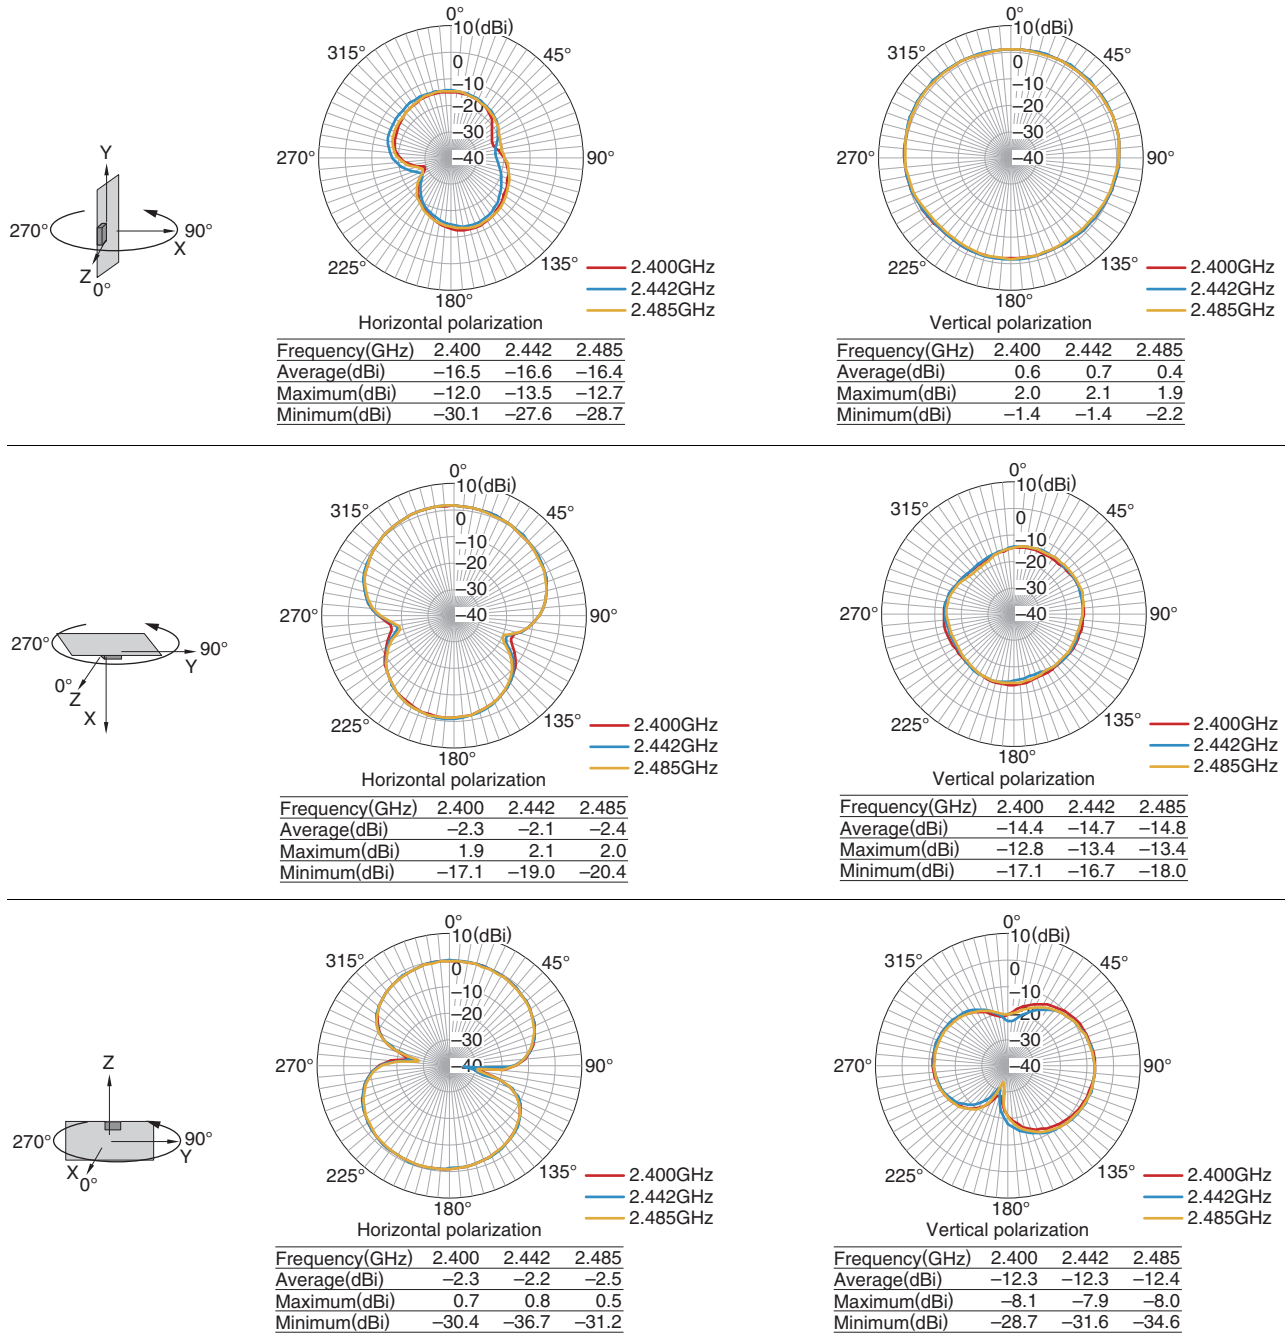 0°
10(dBi)
315°
45°
0
−10
−20
−30
−40
270°
90°
225°
135°
180°
Y
270°
90°
X
Z
0°
2.400GHz
2.442GHz
2.485GHz
Horizontal polarization
Frequency(GHz) 2.400 2.442 2.485
Average(dBi) −16.5 −16.6 −16.4
Maximum(dBi) −12.0 −13.5 −12.7
Minimum(dBi) −30.1 −27.6 −28.7
0°
10(dBi)
315°
45°
0
−10
−20
−30
−40
270°
90°
225°
135°
180°
2.400GHz
2.442GHz
2.485GHz
Vertical polarization
Frequency(GHz) 2.400 2.442 2.485
Average(dBi) 0.6 0.7 0.4
Maximum(dBi) 2.0 2.1 1.9
Minimum(dBi) −1.4 −1.4 −2.2
270°
90°
Y
0°
Z
X
0°
10(dBi)
315°
45°
0
−10
−20
−30
−40
270°
90°
225°
135°
180°
2.400GHz
2.442GHz
2.485GHz
Horizontal polarization
Frequency(GHz) 2.400 2.442 2.485
Average(dBi) −2.3 −2.1 −2.4
Maximum(dBi) 1.9 2.1 2.0
Minimum(dBi) −17.1 −19.0 −20.4
0°
10(dBi)
315°
45°
0
−10
−20
−30
−40
270°
90°
225°
135°
180°
2.400GHz
2.442GHz
2.485GHz
Vertical polarization
Frequency(GHz) 2.400 2.442 2.485
Average(dBi) −14.4 −14.7 −14.8
Maximum(dBi) −12.8 −13.4 −13.4
Minimum(dBi) −17.1 −16.7 −18.0
Z
270°
90°
Y
X
0°
0°
10(dBi)
315°
45°
0
−10
−20
−30
−40
270°
90°
225°
135°
180°
2.400GHz
2.442GHz
2.485GHz
Horizontal polarization
Frequency(GHz) 2.400 2.442 2.485
Average(dBi) −2.3 −2.2 −2.5
Maximum(dBi) 0.7 0.8 0.5
Minimum(dBi) −30.4 −36.7 −31.2
0°
10(dBi)
315°
45°
0
−10
−20
−30
−40
270°
90°
225°
135°
180°
2.400GHz
2.442GHz
2.485GHz
Vertical polarization
Frequency(GHz) 2.400 2.442 2.485
Average(dBi) −12.3 −12.3 −12.4
Maximum(dBi) −8.1 −7.9 −8.0
Minimum(dBi) −28.7 −31.6 −34.6